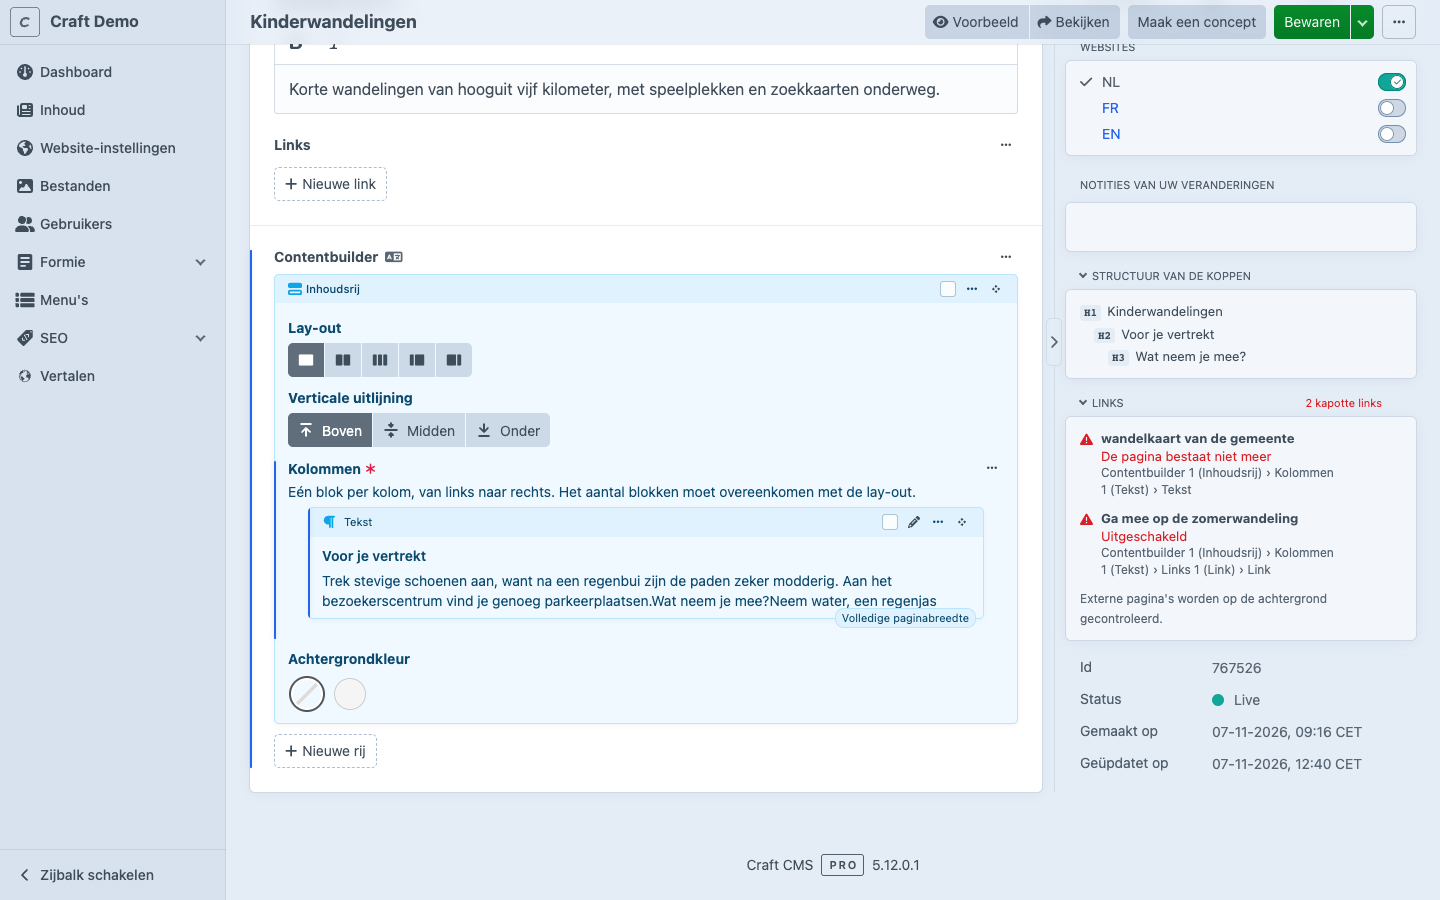 Craft Demo
Dashboard
Inhoud
Website-instellingen
Bestanden
Gebruikers
Formie
Menu's
SEO
Vertalen
Zijbalk schakelen
Kinderwandelingen
Voorbeeld
Bekijken
Maak een concept
Bewaren
Korte wandelingen van hooguit vijf kilometer, met speelplekken en zoekkaarten onderweg.
Links
Nieuwe link
Contentbuilder
Inhoudsrij
Lay-out
Verticale uitlijning
Boven
Midden
Onder
Kolommen
Eén blok per kolom, van links naar rechts. Het aantal blokken moet overeenkomen met de lay-out.
Tekst
Voor je vertrekt
Trek stevige schoenen aan, want na een regenbui zijn de paden zeker modderig. Aan het
bezoekerscentrum vind je genoeg parkeerplaatsen.Wat neem je mee?Neem water, een regenjas
Volledige paginabreedte
Achtergrondkleur
Nieuwe rij
WEBSITES
NL
FR
EN
NOTITIES VAN UW VERANDERINGEN
STRUCTUUR VAN DE KOPPEN
H1 Kinderwandelingen
H2 Voor je vertrekt
H3 Wat neem je mee?
LINKS
2 kapotte links
wandelkaart van de gemeente
De pagina bestaat niet meer
Contentbuilder 1 (Inhoudsrij) › Kolommen
1 (Tekst) › Tekst
Ga mee op de zomerwandeling
Uitgeschakeld
Contentbuilder 1 (Inhoudsrij) › Kolommen
1 (Tekst) › Links 1 (Link) › Link
Externe pagina's worden op de achtergrond
gecontroleerd.
Id 767526
Status Live
Gemaakt op 07-11-2026, 09:16 CET
Geüpdatet op 07-11-2026, 12:40 CET
Craft CMS PRO 5.12.0.1